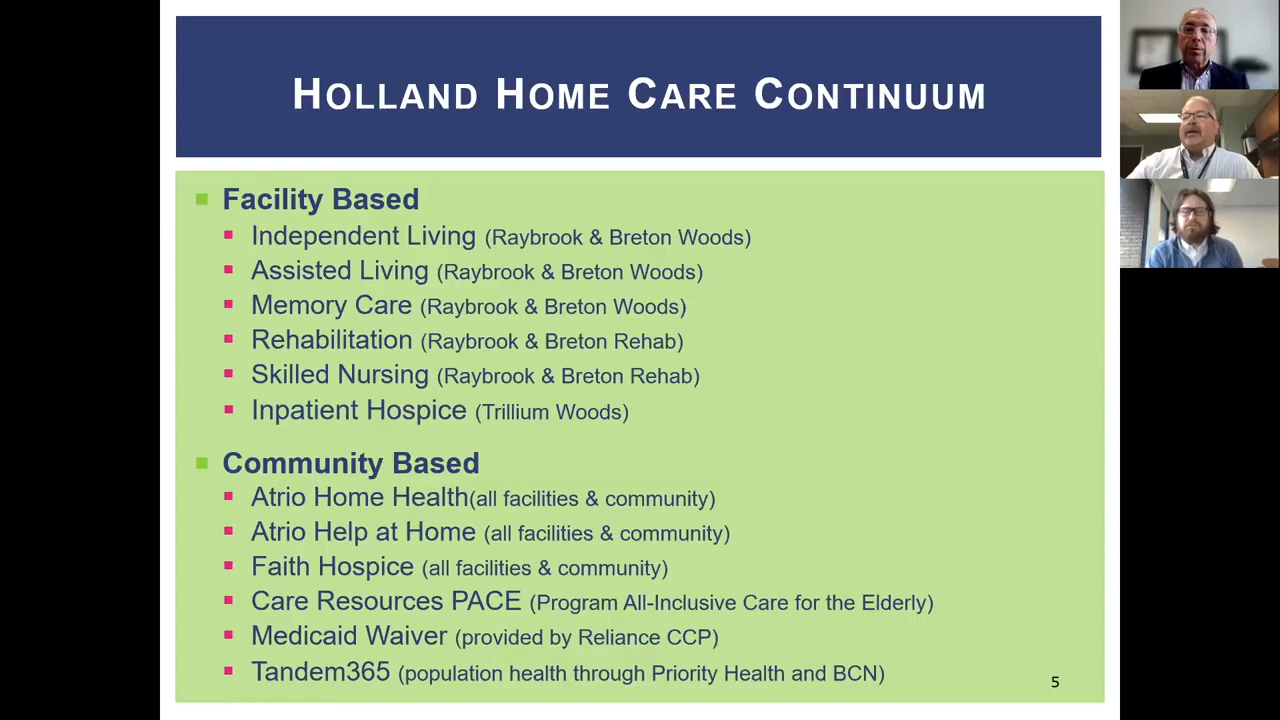 HOLLAND HOME CARE CONTINUUM
Facility Based
Independent Living (Raybrook & Breton Woods)
Assisted Living (Raybrook & Breton Woods)
Memory Care (Raybrook & Breton Woods)
Rehabilitation (Raybrook & Breton Rehab)
Skilled Nursing (Raybrook & Breton Rehab)
Inpatient Hospice (Trillium Woods)
Community Based
Atrio Home Health(all facilities & community)
Atrio Help at Home (all facilities & community)
Faith Hospice (all facilities & community)
Care Resources PACE (Program All-Inclusive Care for the Elderly)
Medicaid Waiver (provided by Reliance CCP)
Tandem365 (population health through Priority Health and BCN)
5